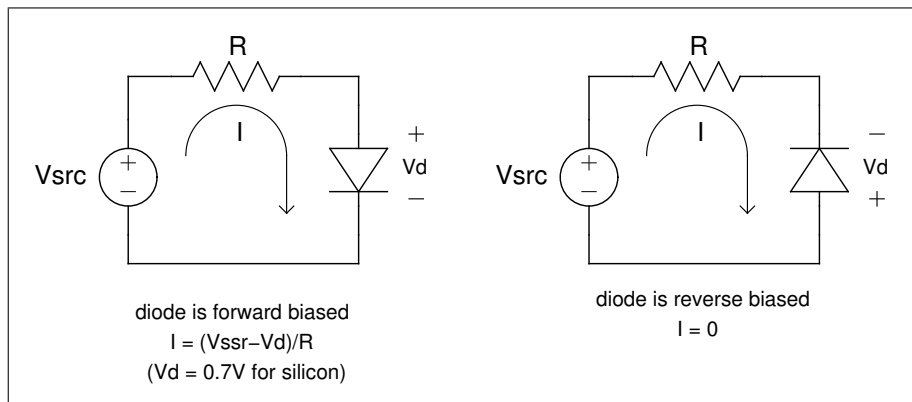 R
I
+
−
Vsrc
+
Vd
−
diode is forward biased
I = (Vssr−Vd)/R
(Vd = 0.7V for silicon)
R
I
+
−
Vsrc
−
Vd
+
diode is reverse biased
I = 0